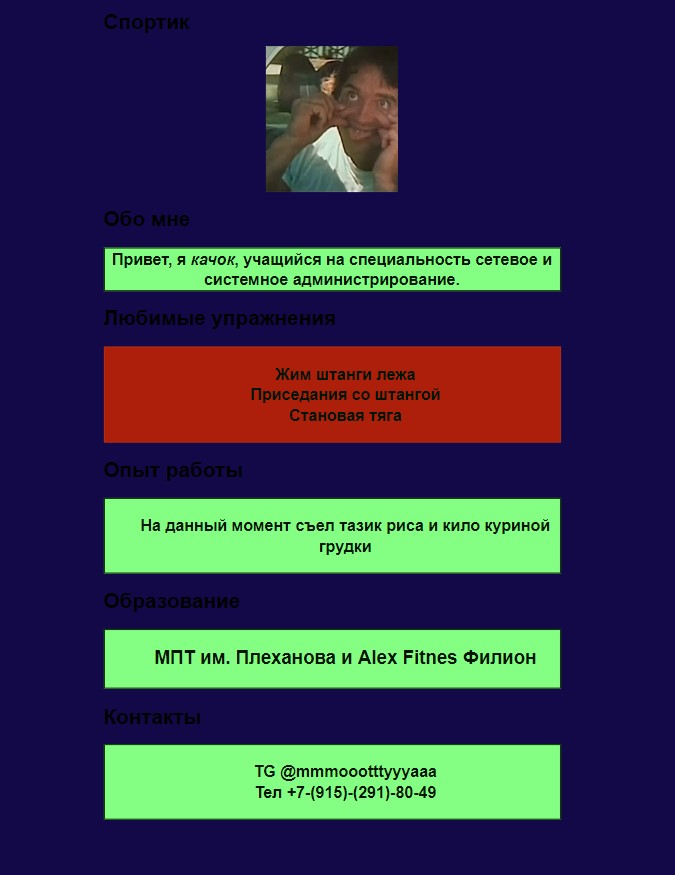 Спортик
Обо мне
Привет, я качок, учащийся на специальность сетевое и
системное администрирование.
Любимые упражнения
Жим штанги лежа
Приседания со штангой
Становая тяга
Опыт работы
На данный момент съел тазик риса и кило куриной
грудки
Образование
МПТ им. Плеханова и Alex Fitnes Филион
Контакты
TG @mmmoootttyyyaaa
Тел +7-(915)-(291)-80-49